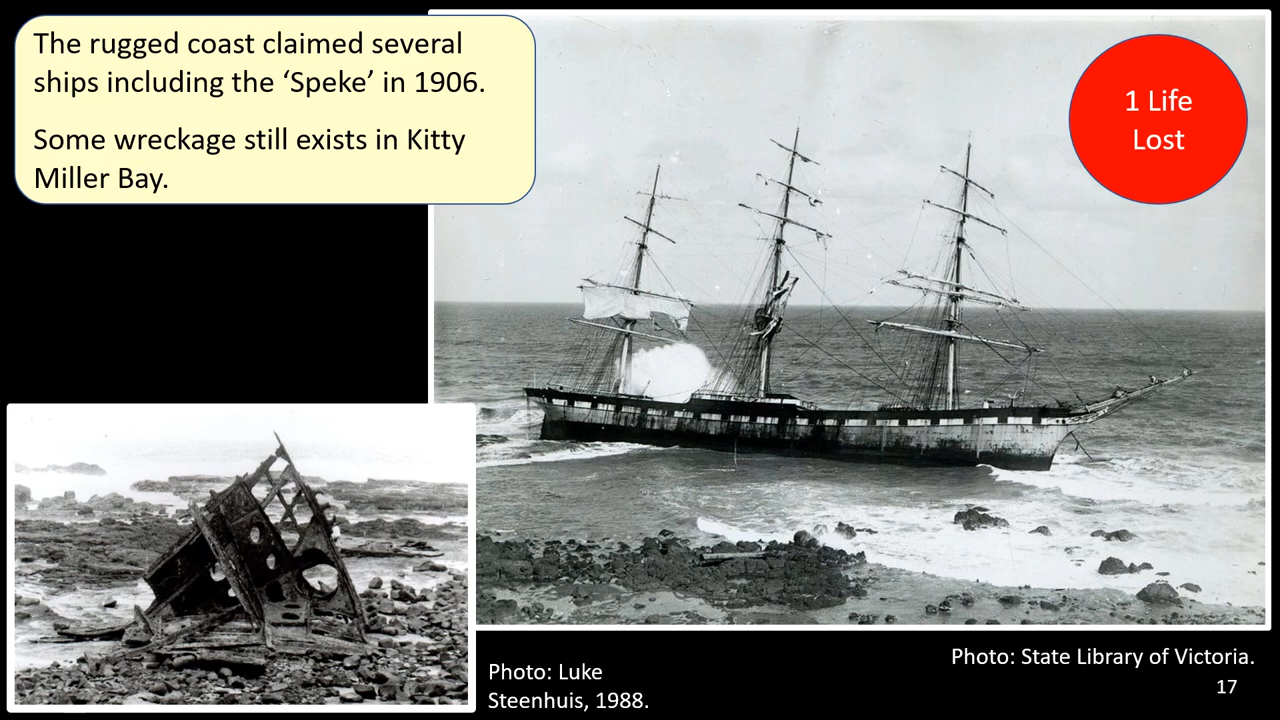 The rugged coast claimed several
ships including the ‘Speke’ in 1906.
Some wreckage still exists in Kitty
Miller Bay.
1 Life
Lost
Photo: Luke
Steenhuis, 1988.
Photo: State Library of Victoria.
17